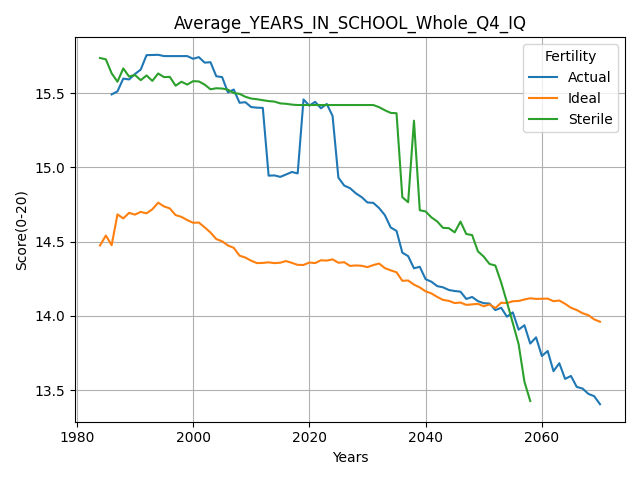 Average_YEARS_IN_SCHOOL_Whole_Q4_IQ
Fertility
Actual
Ideal
Sterile
Score(0-20)
15.5
15.0
14.5
14.0
13.5
1980
2000
2020
2040
2060
Years